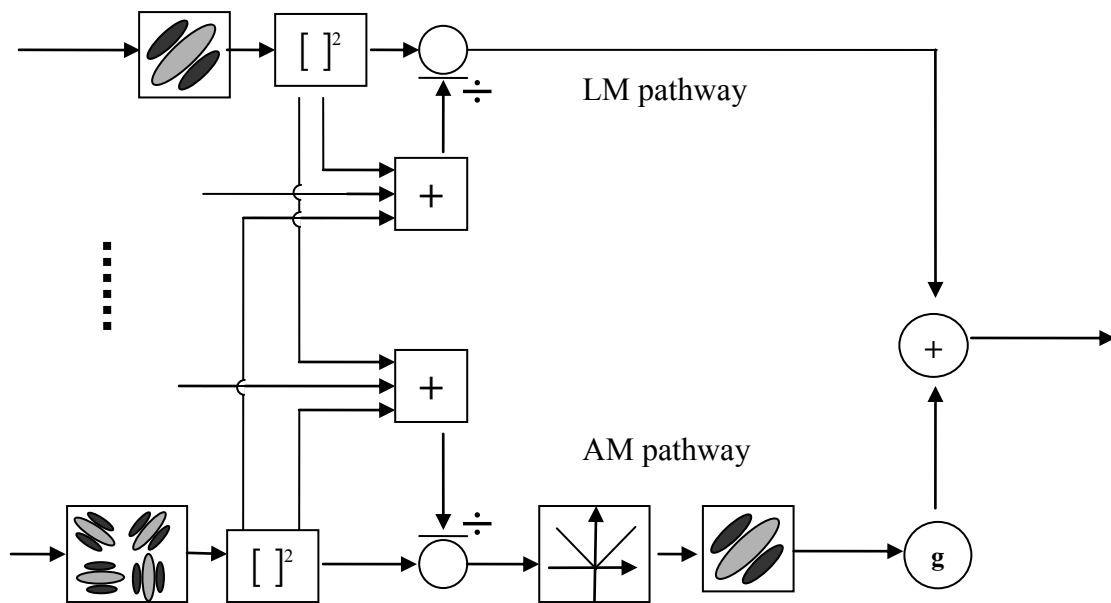 [ ]²
÷
LM pathway
+
+
+
AM pathway
÷
[ ]²
g